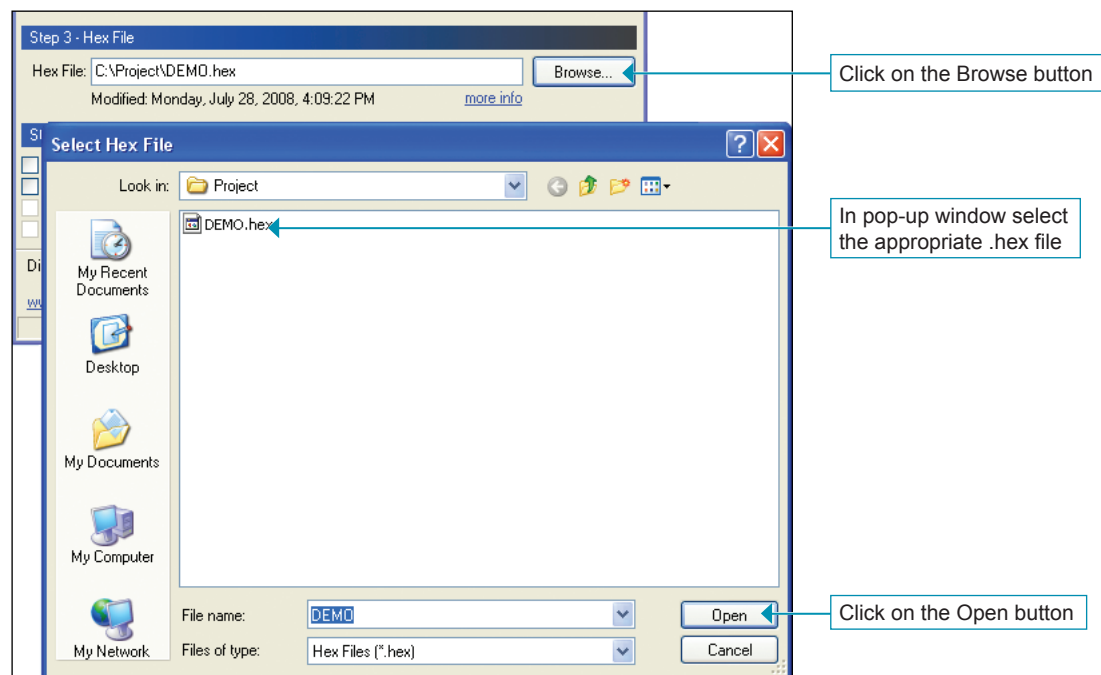 Step 3 - Hex File
Hex File: C:\Project\DEMO.hex Browse...
Click on the Browse button
Modified: Monday, July 28, 2008, 4:09:22 PM more info
Select Hex File
Look in: Project
DEMO.hex
In pop-up window select
the appropriate .hex file
My Recent
Documents
Desktop
My Documents
My Computer
My Network
File name: DEMO Open
Click on the Open button
Files of type: Hex Files (*.hex) Cancel